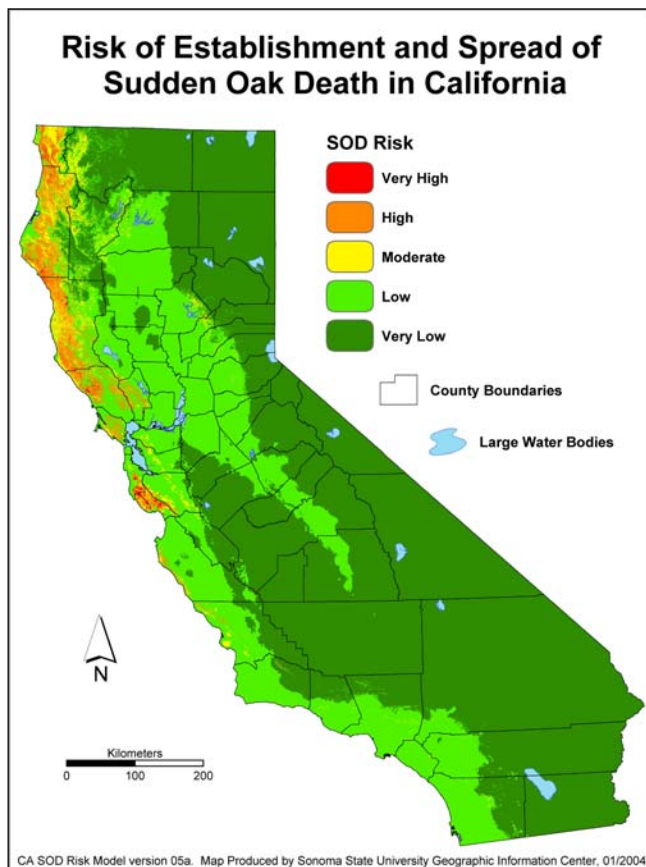 Risk of Establishment and Spread of
Sudden Oak Death in California
SOD Risk
Very High
High
Moderate
Low
Very Low
County Boundaries
Large Water Bodies
N
Kilometers
0 100 200
CA SOD Risk Model version 05a. Map Produced by Sonoma State University Geographic Information Center, 01/2004